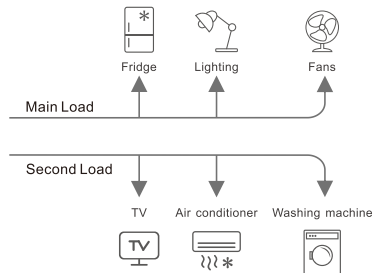 Fridge Lighting Fans
Main Load
Second Load
TV Air conditioner Washing machine
TV